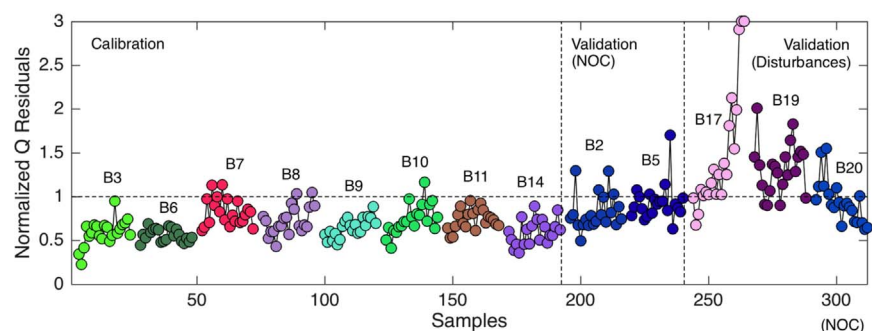 Calibration
Validation
(NOC)
Validation
(Disturbances)
B3
B6
B7
B8
B9
B10
B11
B14
B2
B5
B17
B19
B20
Normalized Q Residuals
3
2.5
2
1.5
1
0.5
0
50
100
150
200
250
300
Samples
(NOC)